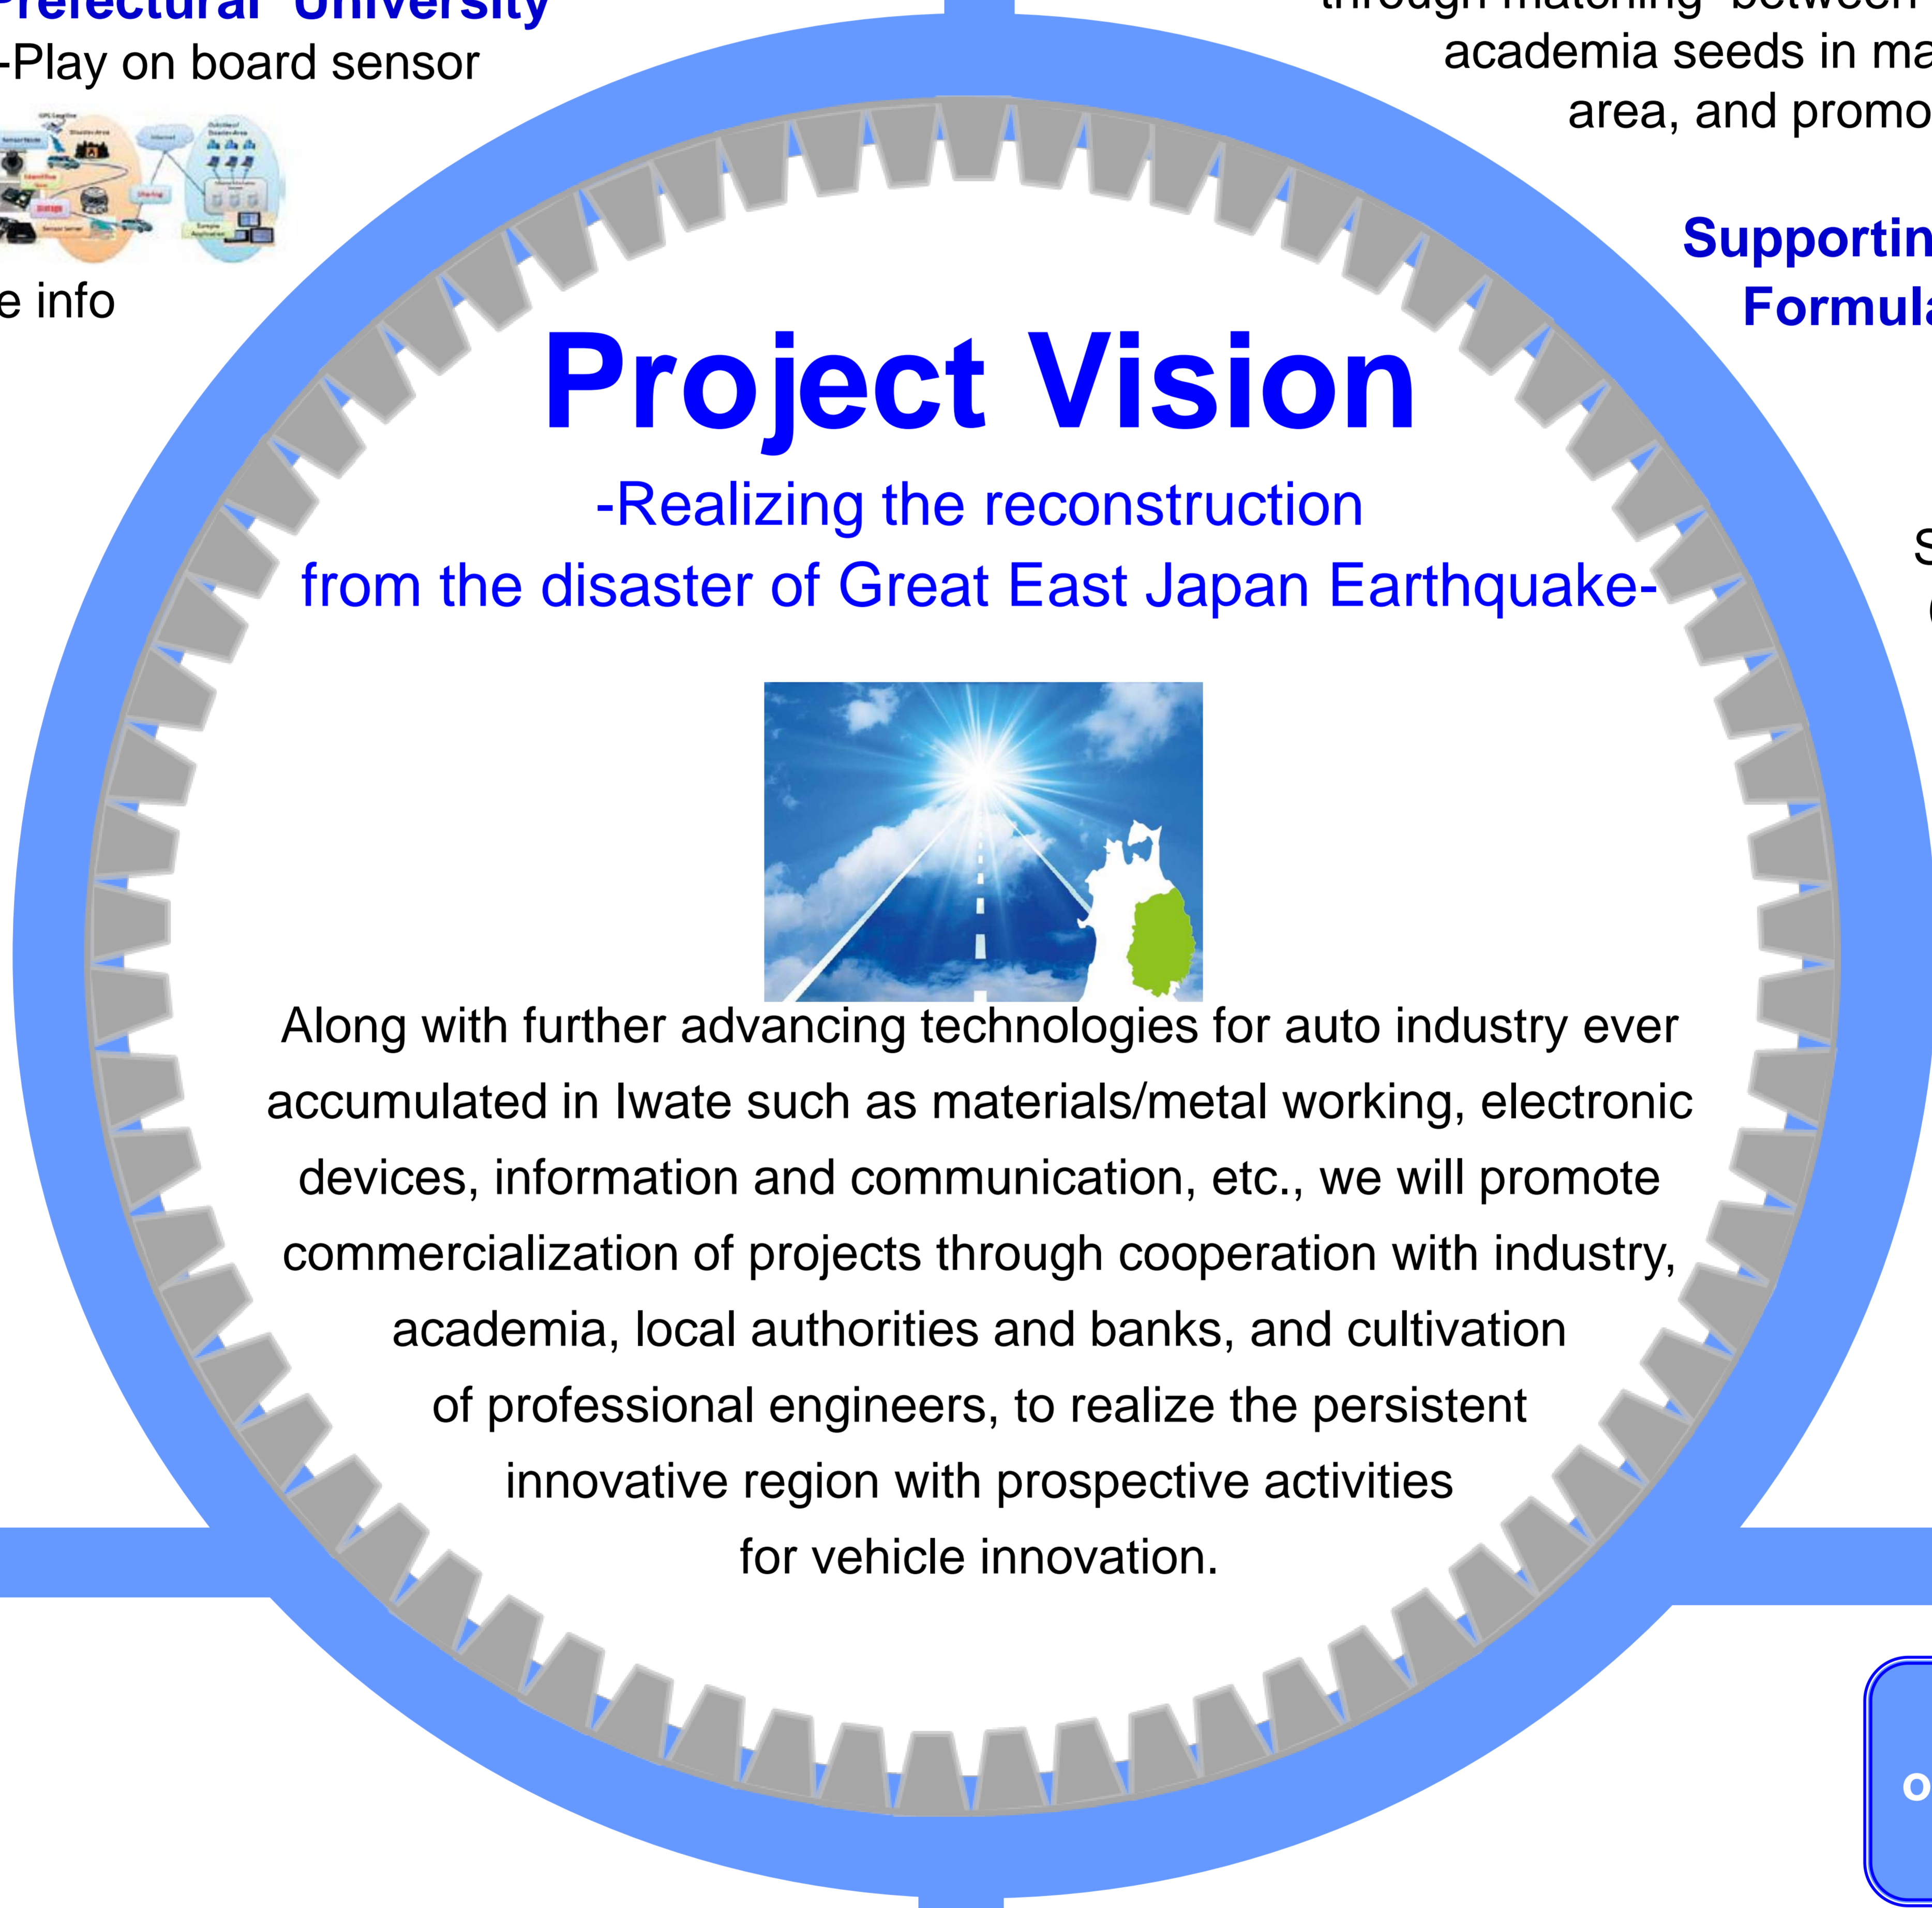 Prefectural University
-Play on board sensor
e info
through matching between
academia seeds in ma
area, and promo
Supportin
Formula
Project Vision
-Realizing the reconstruction
from the disaster of Great East Japan Earthquake-
Along with further advancing technologies for auto industry ever
accumulated in Iwate such as materials/metal working, electronic
devices, information and communication, etc., we will promote
commercialization of projects through cooperation with industry,
academia, local authorities and banks, and cultivation
of professional engineers, to realize the persistent
innovative region with prospective activities
for vehicle innovation.